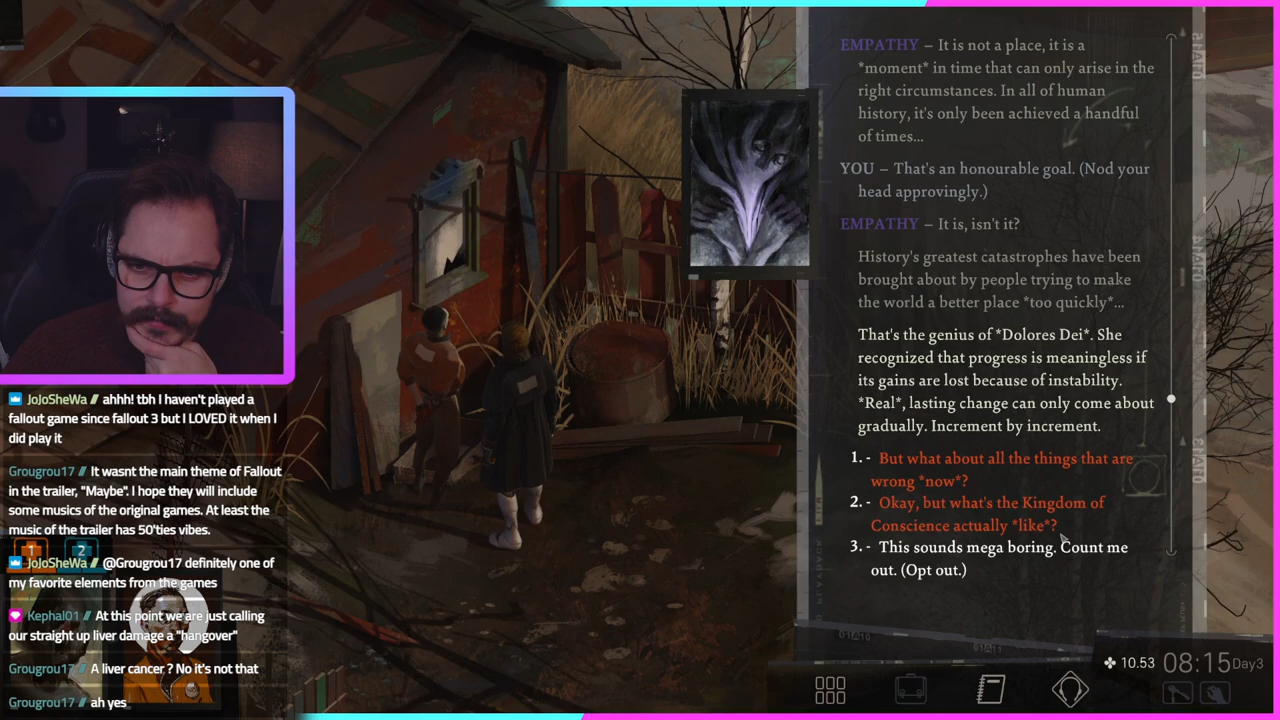 EMPATHY – It is not a place, it is a
*moment* in time that can only arise in the
right circumstances. In all of human
history, it's only been achieved a handful
of times...
YOU – That's an honourable goal. (Nod your
head approvingly.)
EMPATHY – It is, isn't it?
History's greatest catastrophes have been
brought about by people trying to make
the world a better place *too quickly*...
That's the genius of *Dolores Dei*. She
recognized that progress is meaningless if
its gains are lost because of instability.
*Real*, lasting change can only come about
gradually. Increment by increment.
1. - But what about all the things that are
wrong *now*?
2. - Okay, but what's the Kingdom of
Conscience actually *like*?
3. - This sounds mega boring. Count me
out. (Opt out.)
JoJoSheWa // ahhh! tbh I haven't played a
fallout game since fallout 3 but I LOVED it when I
did play it
Grougrou17 // It wasnt the main theme of Fallout
in the trailer, "Maybe". I hope they will include
some musics of the original games. At least the
music of the trailer has 50'ties vibes.
JoJoSheWa // @Grougrou17 definitely one of
my favorite elements from the games
Kephal01 // At this point we are just calling
our straight up liver damage a "hangover"
Grougrou17 // A liver cancer ? No it's not that
Grougrou17 // ah yes
1 2
10.53 08:15 Day3